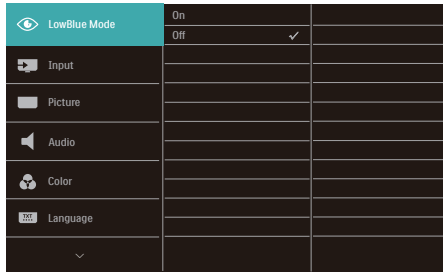 LowBlue Mode
On
Off
Input
Picture
Audio
Color
TXT
Language